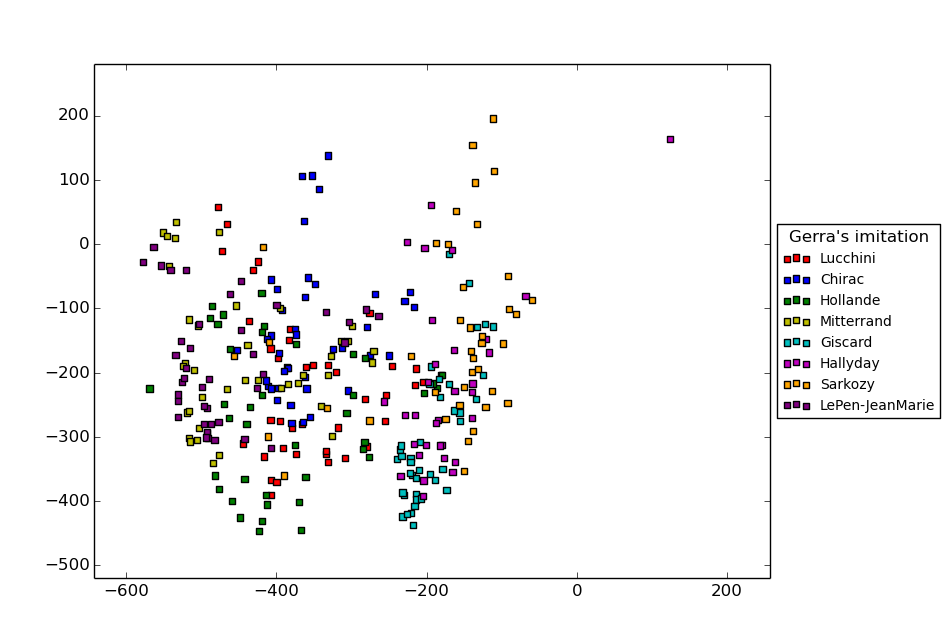 200
100
0
−100
−200
−300
−400
−500
−600
−400
−200
0
200
Gerra's imitation
Lucchini
Chirac
Hollande
Mitterrand
Giscard
Hallyday
Sarkozy
LePen-JeanMarie